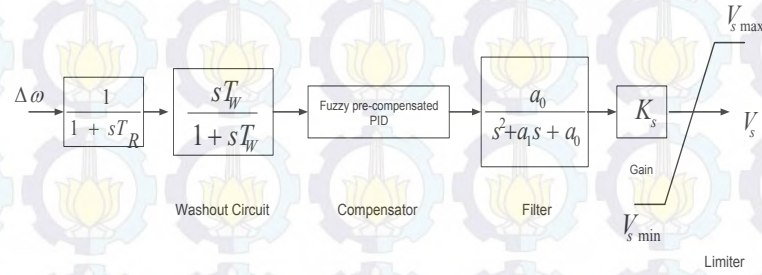 Δω
1
1 + sT_R
sT_W
1 + sT_W
Fuzzy pre-compensated
PID
a_0
s^2+a_1s + a_0
K_s
V_s max
V_s
V_s min
Gain
Washout Circuit
Compensator
Filter
Limiter